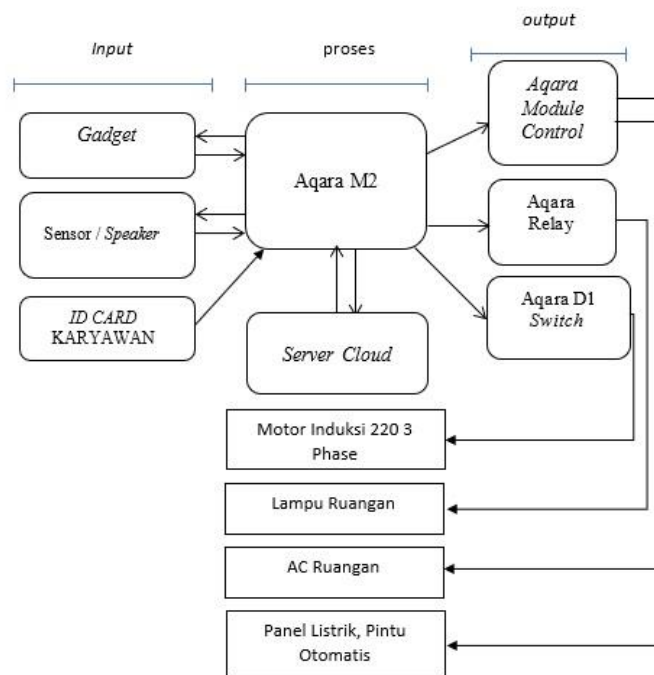 Input
proses
output
Gadget
Sensor / Speaker
ID CARD
KARYAWAN
Aqara M2
Server Cloud
Aqara
Module
Control
Aqara
Relay
Aqara D1
Switch
Motor Induksi 220 3
Phase
Lampu Ruangan
AC Ruangan
Panel Listrik, Pintu
Otomatis